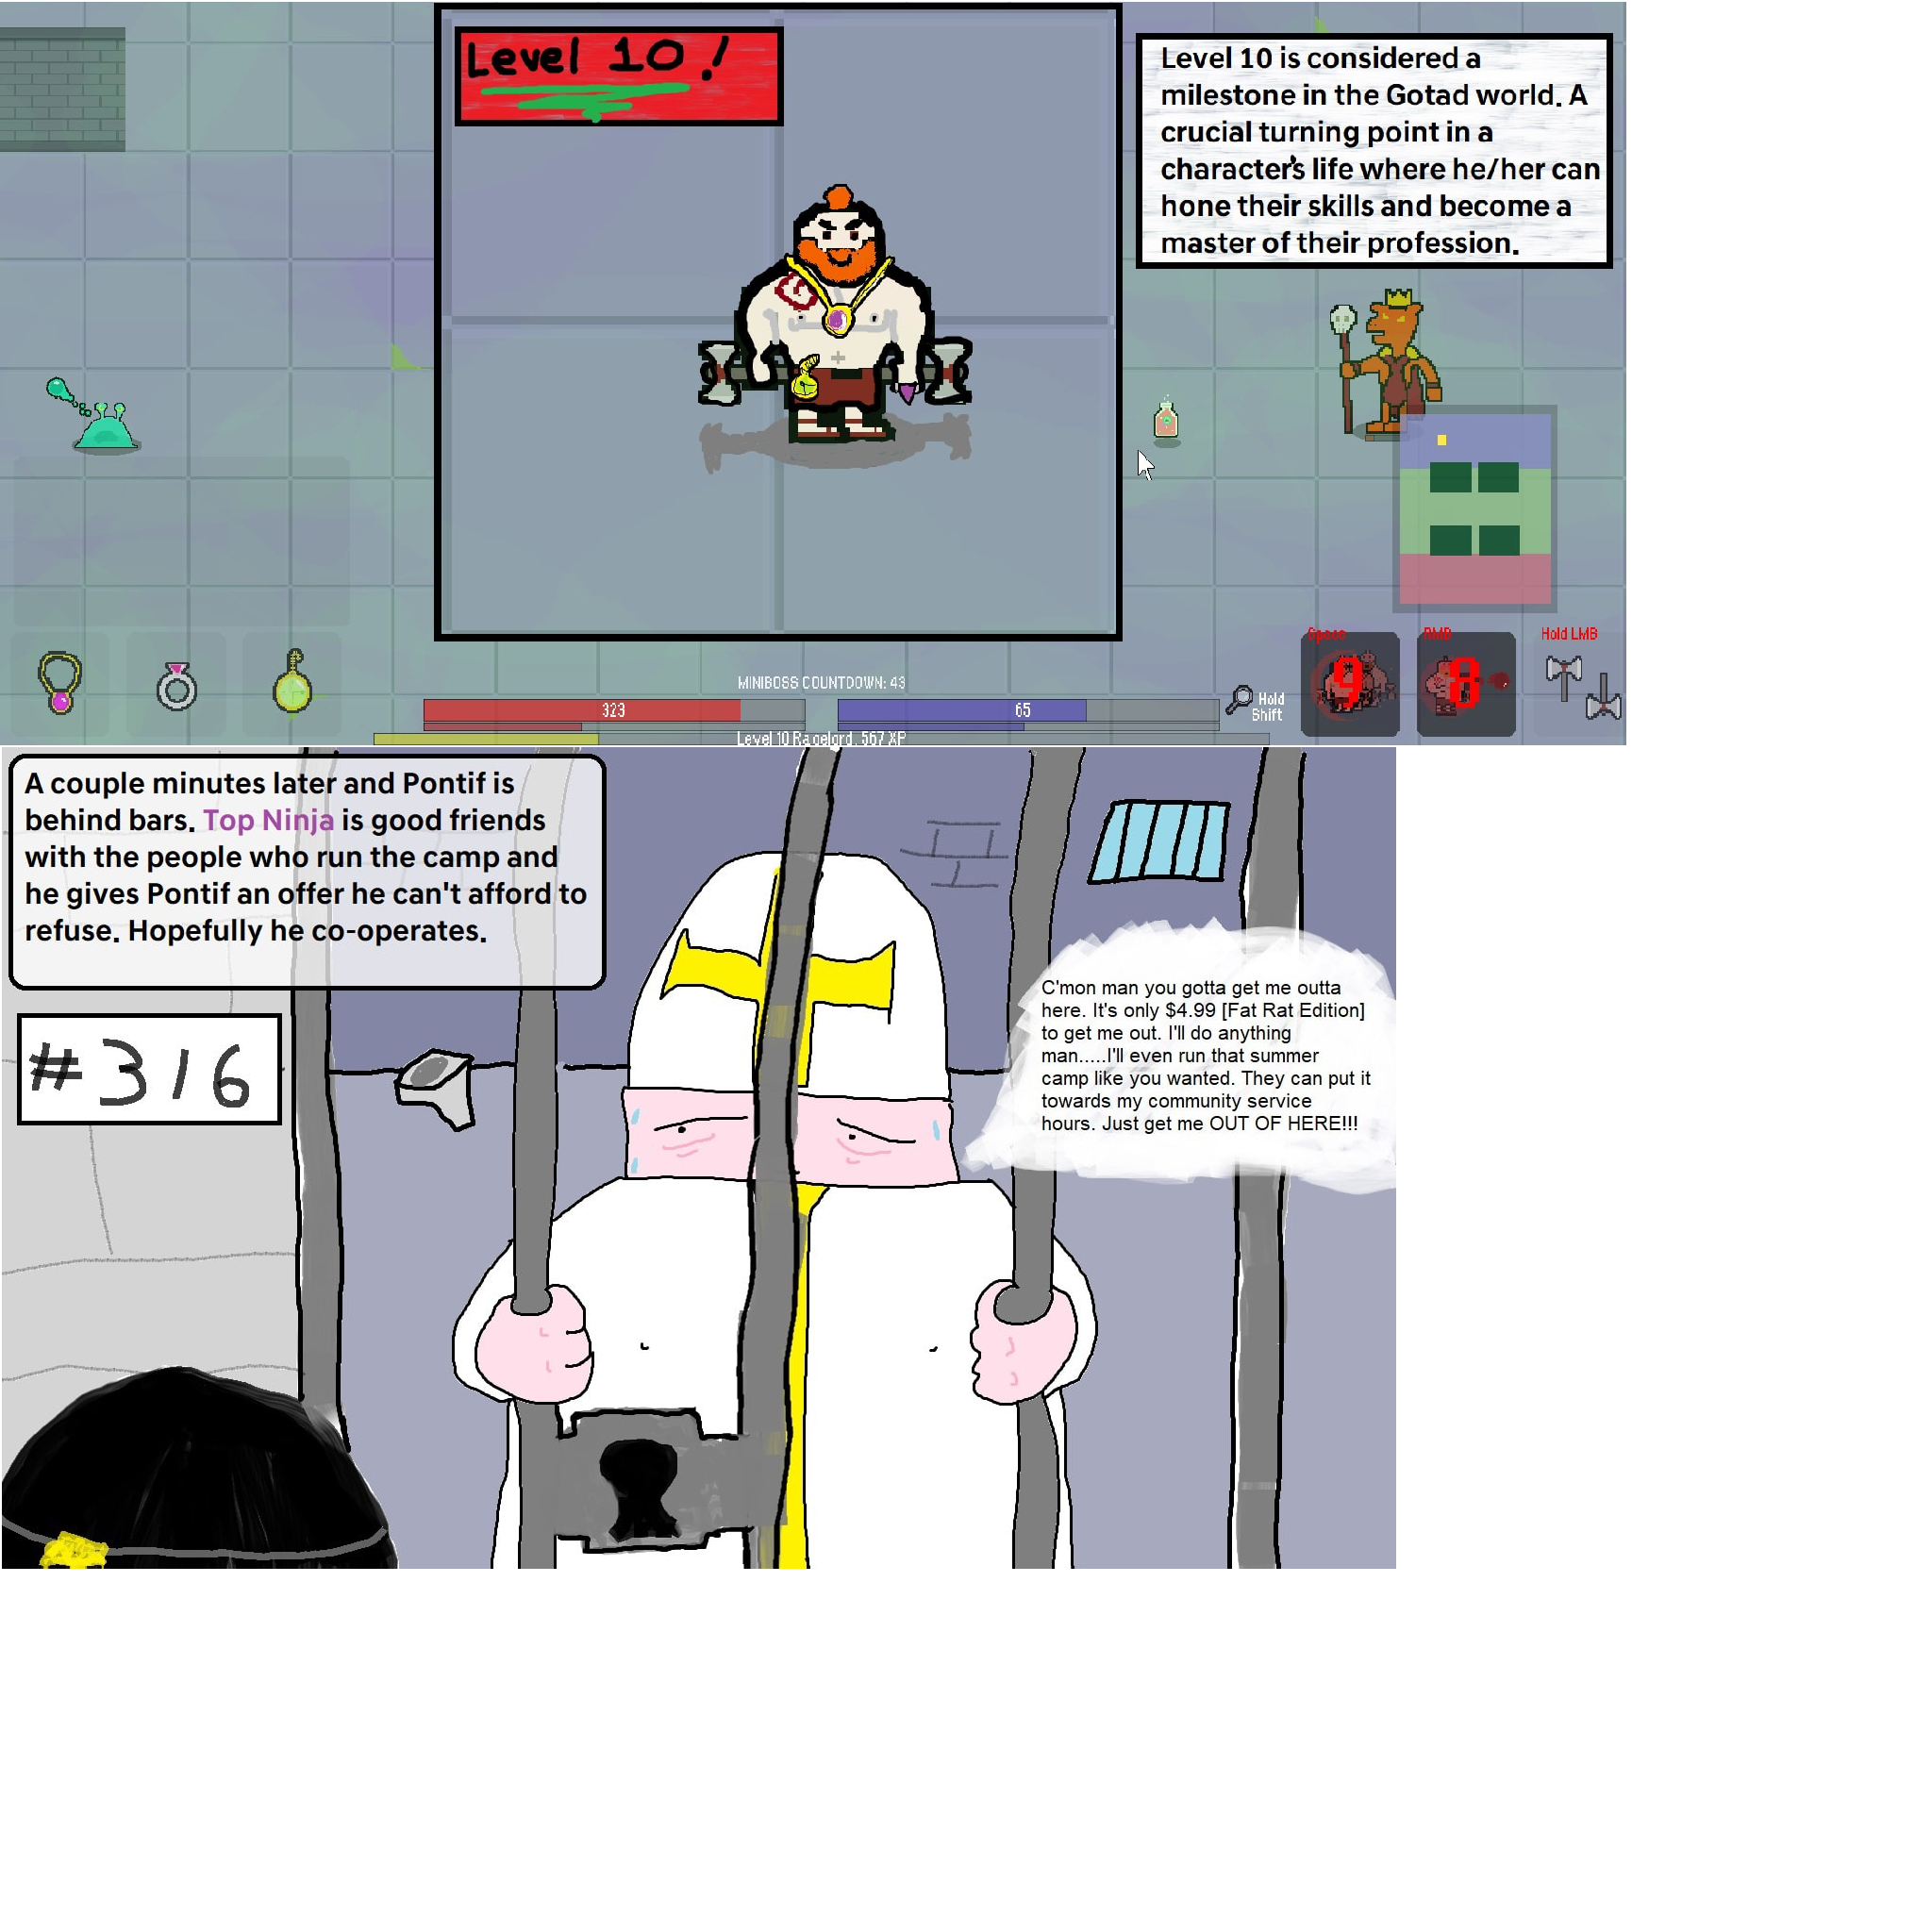 Level 10!
Level 10 is considered a
milestone in the Gotad world. A
crucial turning point in a
character's life where he/her can
hone their skills and become a
master of their profession.
MINIBOSS COUNTDOWN: 43
323
65
Level 10 Ragelord, 567 XP
Hold
Shift
Space
9
RMB
8
Hold LMB
A couple minutes later and Pontif is
behind bars. Top Ninja is good friends
with the people who run the camp and
he gives Pontif an offer he can't afford to
refuse. Hopefully he co-operates.
#316
C'mon man you gotta get me outta
here. It's only $4.99 [Fat Rat Edition]
to get me out. I'll do anything
man.....I'll even run that summer
camp like you wanted. They can put it
towards my community service
hours. Just get me OUT OF HERE!!!